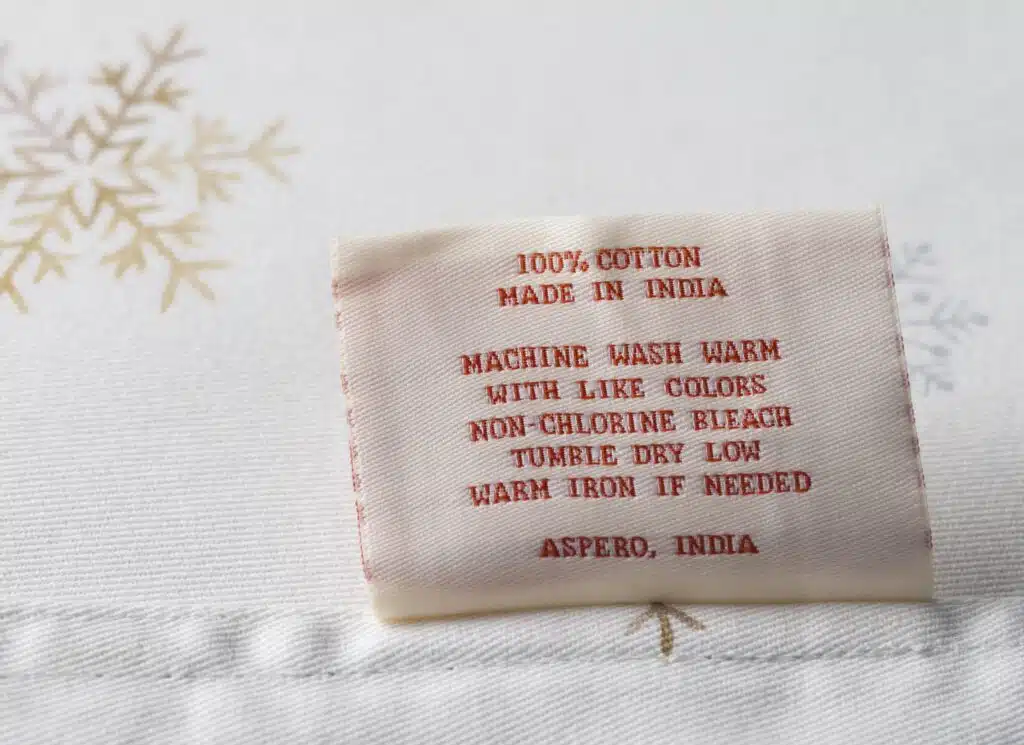 100% COTTON
MADE IN INDIA
MACHINE WASH WARM
WITH LIKE COLORS
NON-CHLORINE BLEACH
TUMBLE DRY LOW
WARM IRON IF NEEDED
ASPERO, INDIA